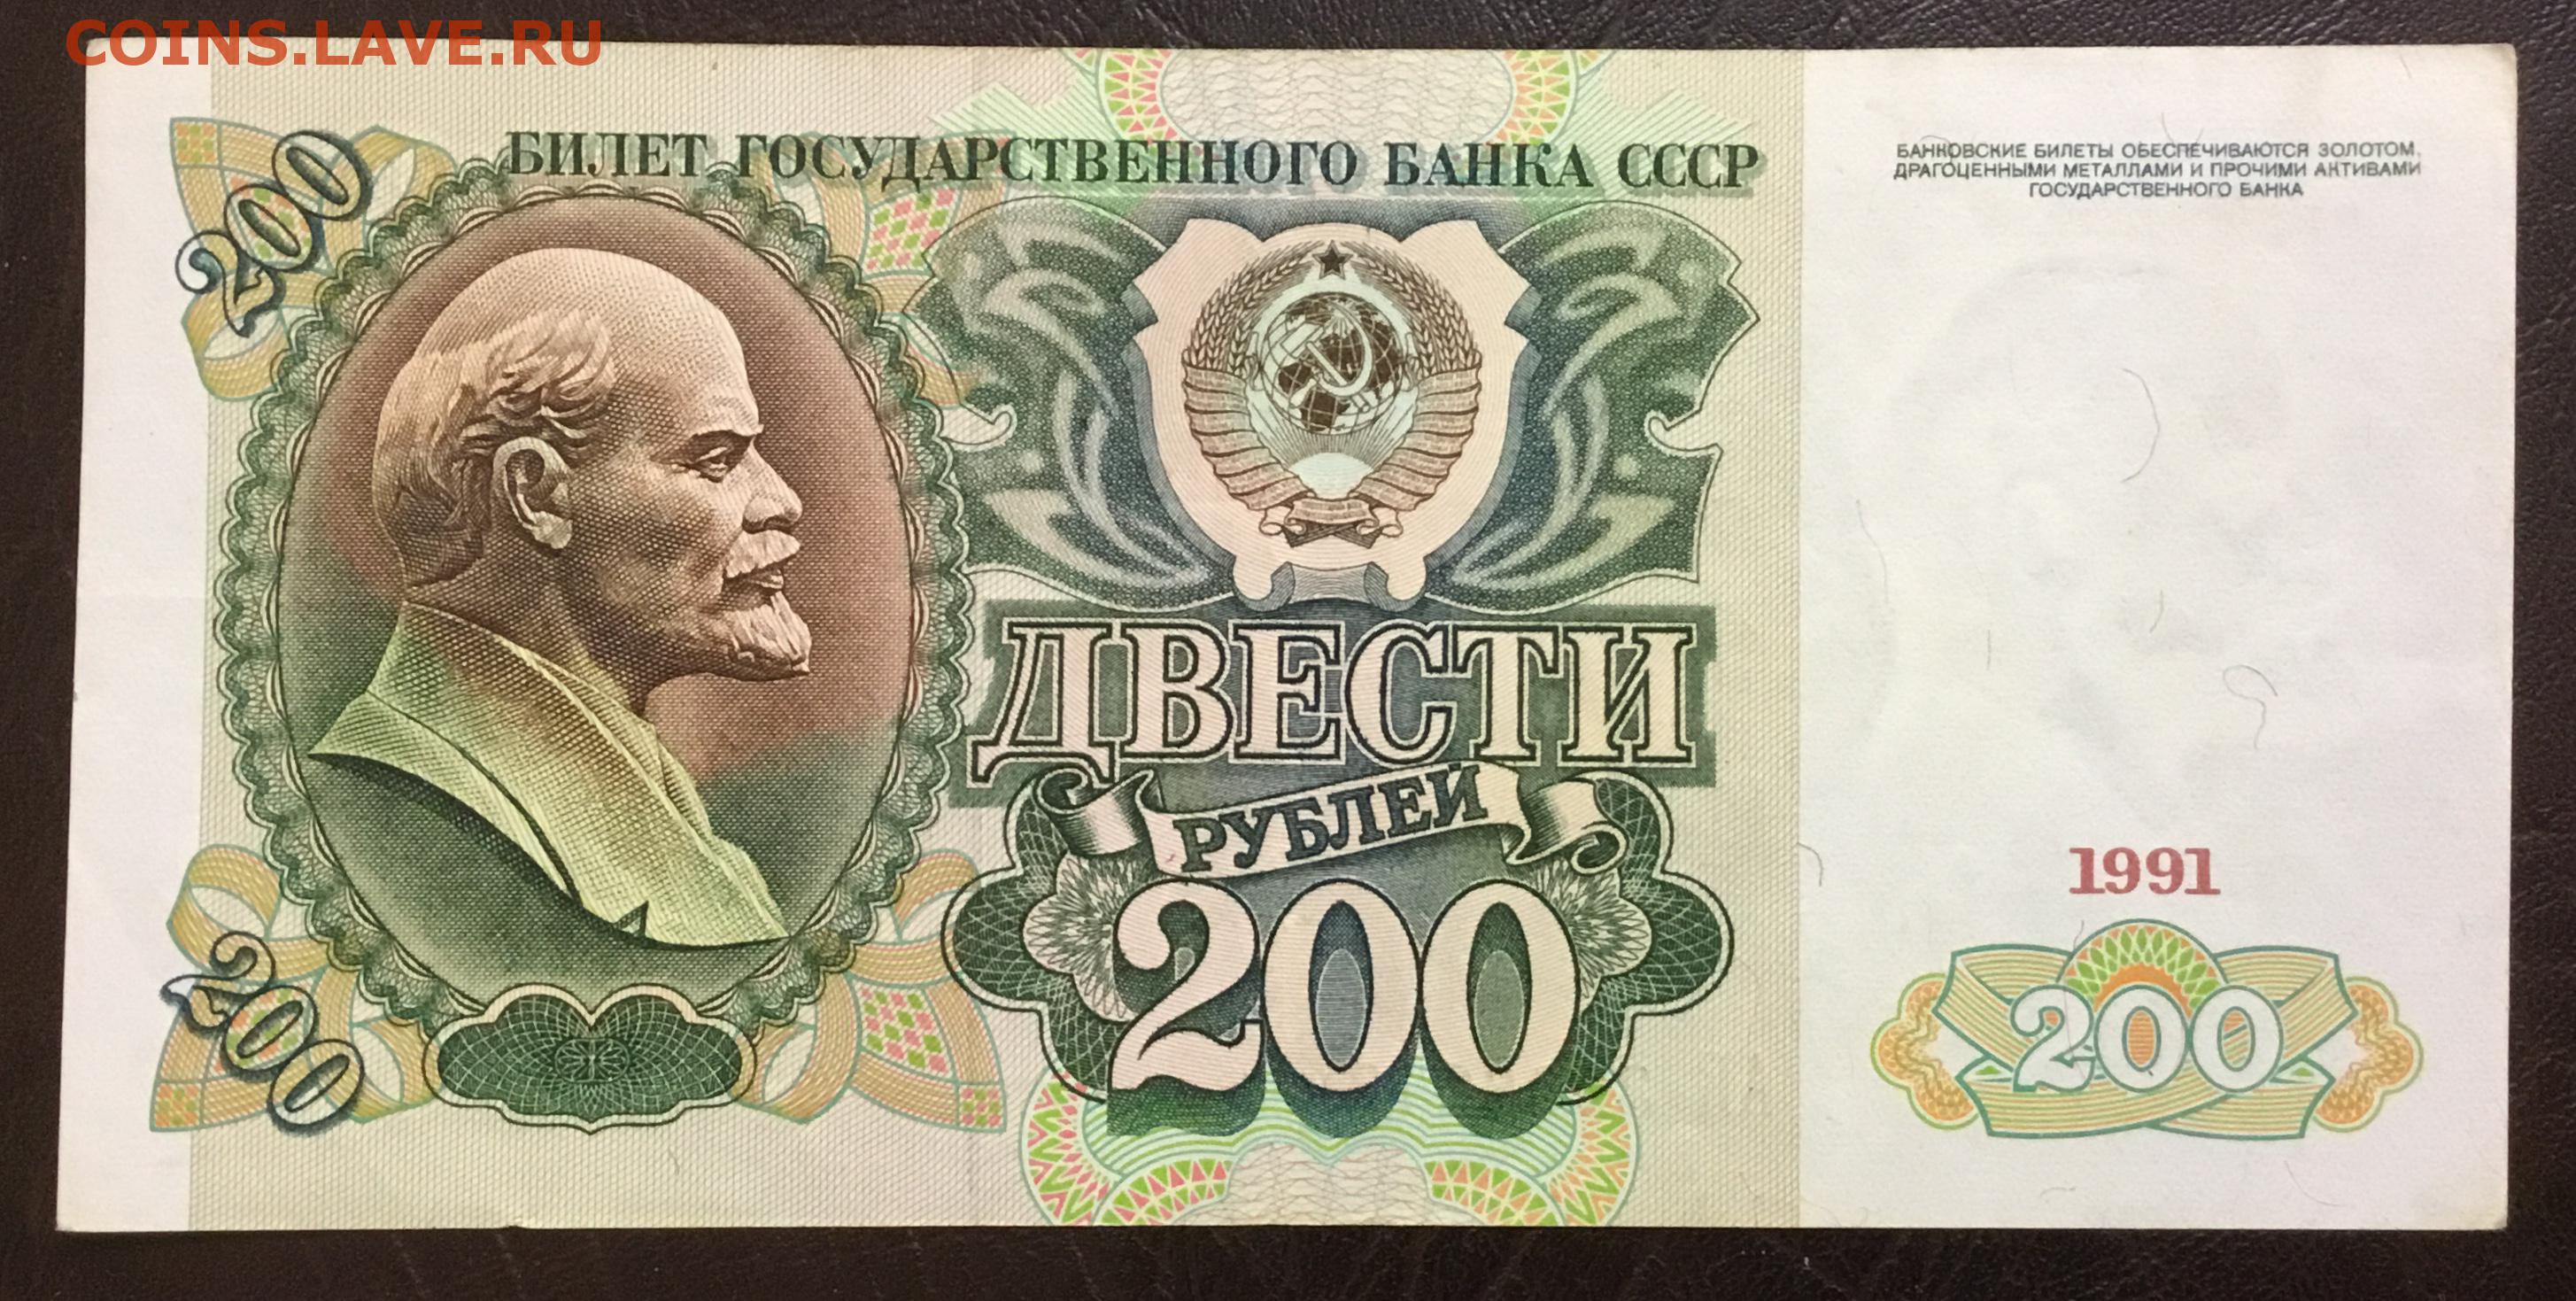 COINS.LAVE.RU
БИЛЕТ ГОСУДАРСТВЕННОГО БАНКА СССР
200
БАНКОВСКИЕ БИЛЕТЫ ОБЕСПЕЧИВАЮТСЯ ЗОЛОТОМ,
ДРАГОЦЕННЫМИ МЕТАЛЛАМИ И ПРОЧИМИ АКТИВАМИ
ГОСУДАРСТВЕННОГО БАНКА
ДВЕСТИ
РУБЛЕЙ
200
200
1991
200